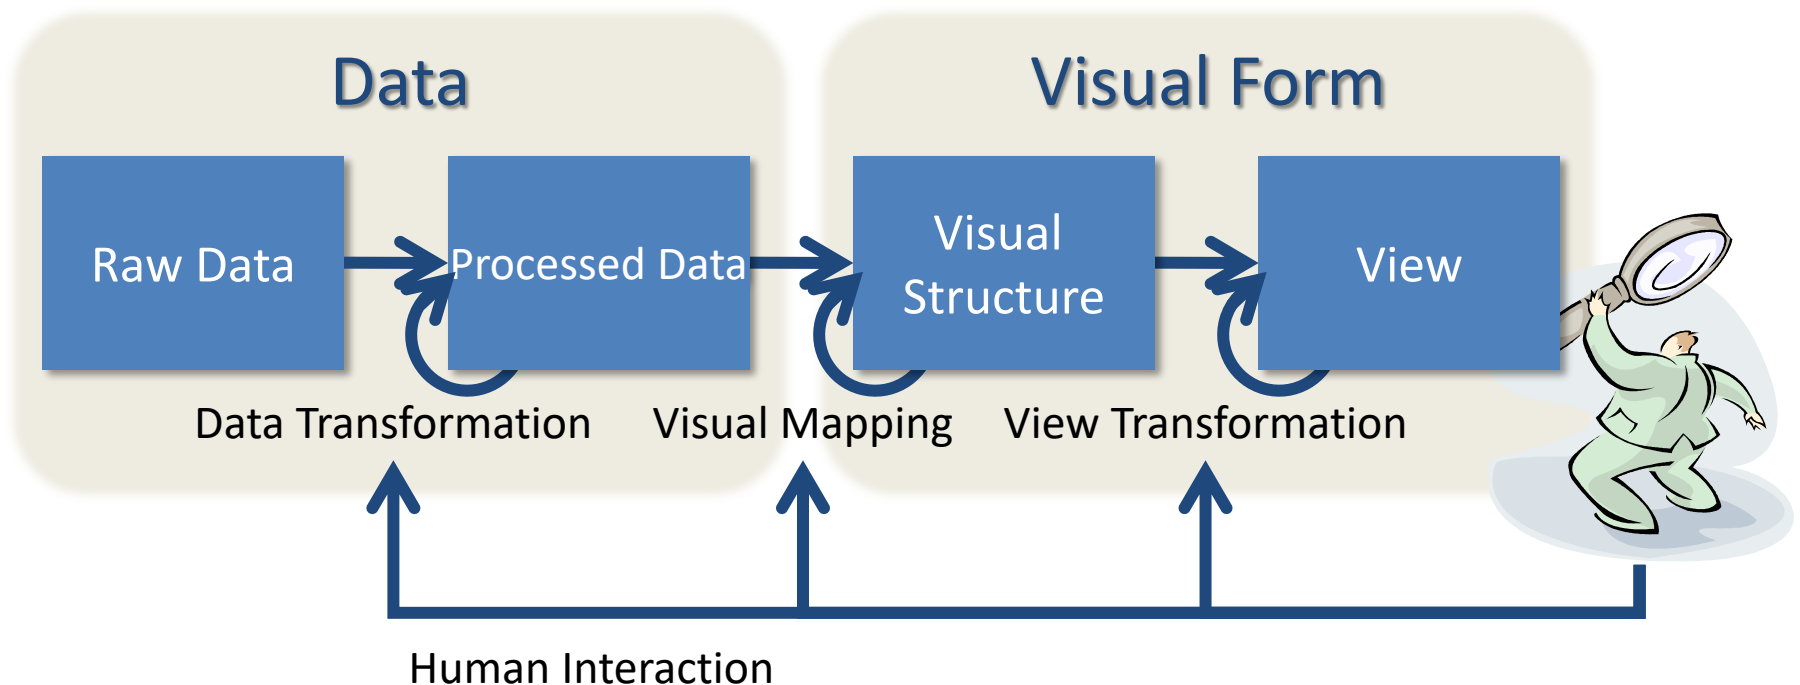 Data
Visual Form
Raw Data
Processed Data
Visual
Structure
View
Data Transformation
Visual Mapping
View Transformation
Human Interaction